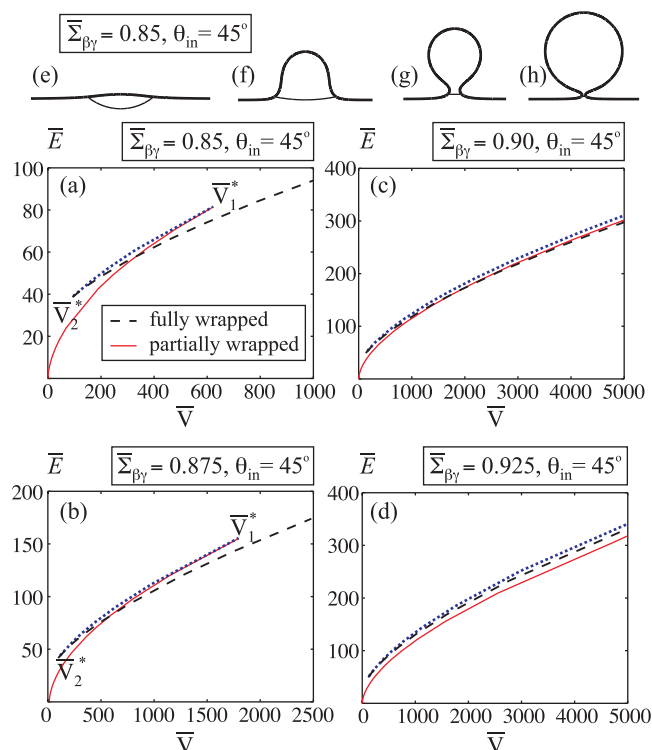 Σ̅βγ = 0.85, θin = 45°
(e) (f) (g) (h)
E̅ Σ̅βγ = 0.85, θin = 45° E̅ Σ̅βγ = 0.90, θin = 45°
100 (a) V̅1* 400 (c)
80
300
60
200
40 V̅2*
fully wrapped
20 100
partially wrapped
0 200 400 600 800 1000 0 1000 2000 3000 4000 5000
V̅ V̅
E̅ Σ̅βγ = 0.875, θin = 45° E̅ Σ̅βγ = 0.925, θin = 45°
200 (b) 400 (d)
V̅1*
150 300
100 200
50 100
V̅2*
0 500 1000 1500 2000 2500 0 1000 2000 3000 4000 5000
V̅ V̅